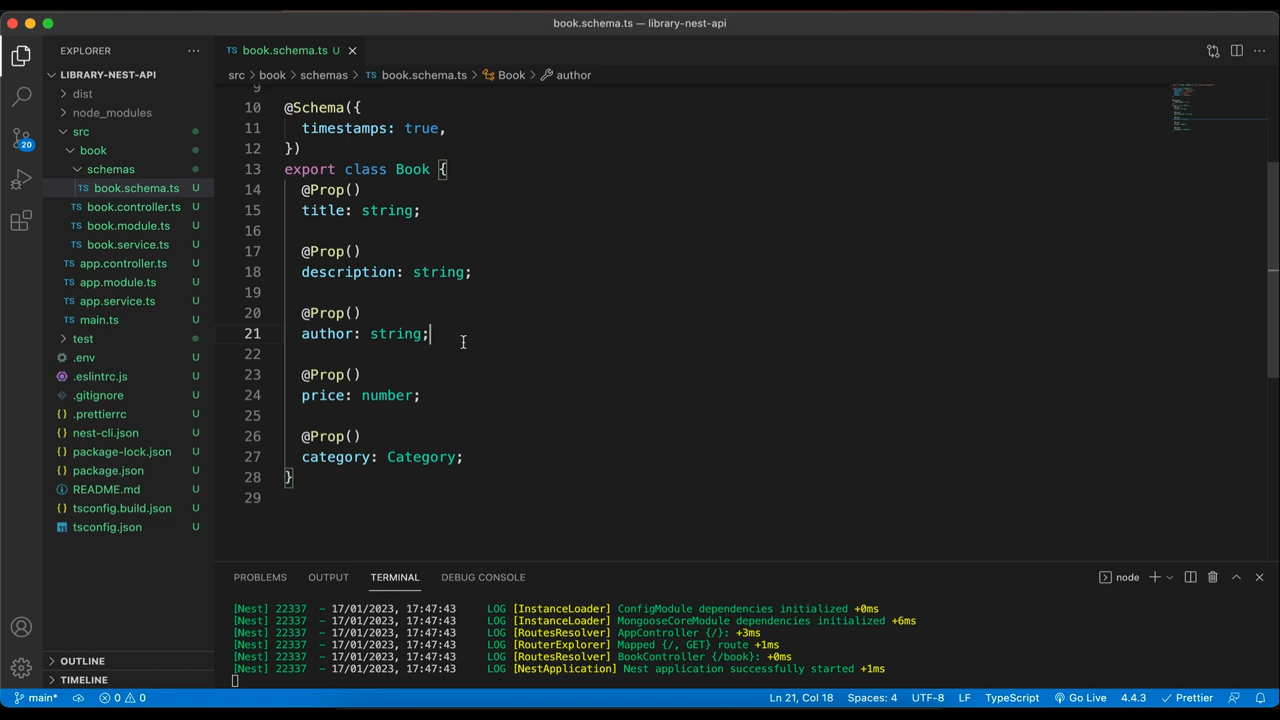 book.schema.ts — library-nest-api
EXPLORER
LIBRARY-NEST-API
dist
node_modules
src
book
schemas
TS book.schema.ts U
TS book.controller.ts U
TS book.module.ts U
TS book.service.ts U
TS app.controller.ts U
TS app.module.ts U
TS app.service.ts U
TS main.ts U
test
.env U
.eslintrc.js U
.gitignore U
{} .prettierrc U
{} nest-cli.json U
{} package-lock.json U
{} package.json U
README.md U
{} tsconfig.build.json U
TS tsconfig.json U
OUTLINE
TIMELINE
20
TS book.schema.ts U
src > book > schemas > TS book.schema.ts > Book > author
9
10 @Schema({
11 timestamps: true,
12 })
13 export class Book {
14 @Prop()
15 title: string;
16
17 @Prop()
18 description: string;
19
20 @Prop()
21 author: string;
22
23 @Prop()
24 price: number;
25
26 @Prop()
27 category: Category;
28 }
29
PROBLEMS OUTPUT TERMINAL DEBUG CONSOLE node
[Nest] 22337 - 17/01/2023, 17:47:43 LOG [InstanceLoader] ConfigModule dependencies initialized +0ms
[Nest] 22337 - 17/01/2023, 17:47:43 LOG [InstanceLoader] MongooseCoreModule dependencies initialized +6ms
[Nest] 22337 - 17/01/2023, 17:47:43 LOG [RoutesResolver] AppController {/}: +3ms
[Nest] 22337 - 17/01/2023, 17:47:43 LOG [RouterExplorer] Mapped {/, GET} route +1ms
[Nest] 22337 - 17/01/2023, 17:47:43 LOG [RoutesResolver] BookController {/book}: +0ms
[Nest] 22337 - 17/01/2023, 17:47:43 LOG [NestApplication] Nest application successfully started +1ms
main* 0 0 Ln 21, Col 18 Spaces: 4 UTF-8 LF TypeScript Go Live 4.4.3 Prettier